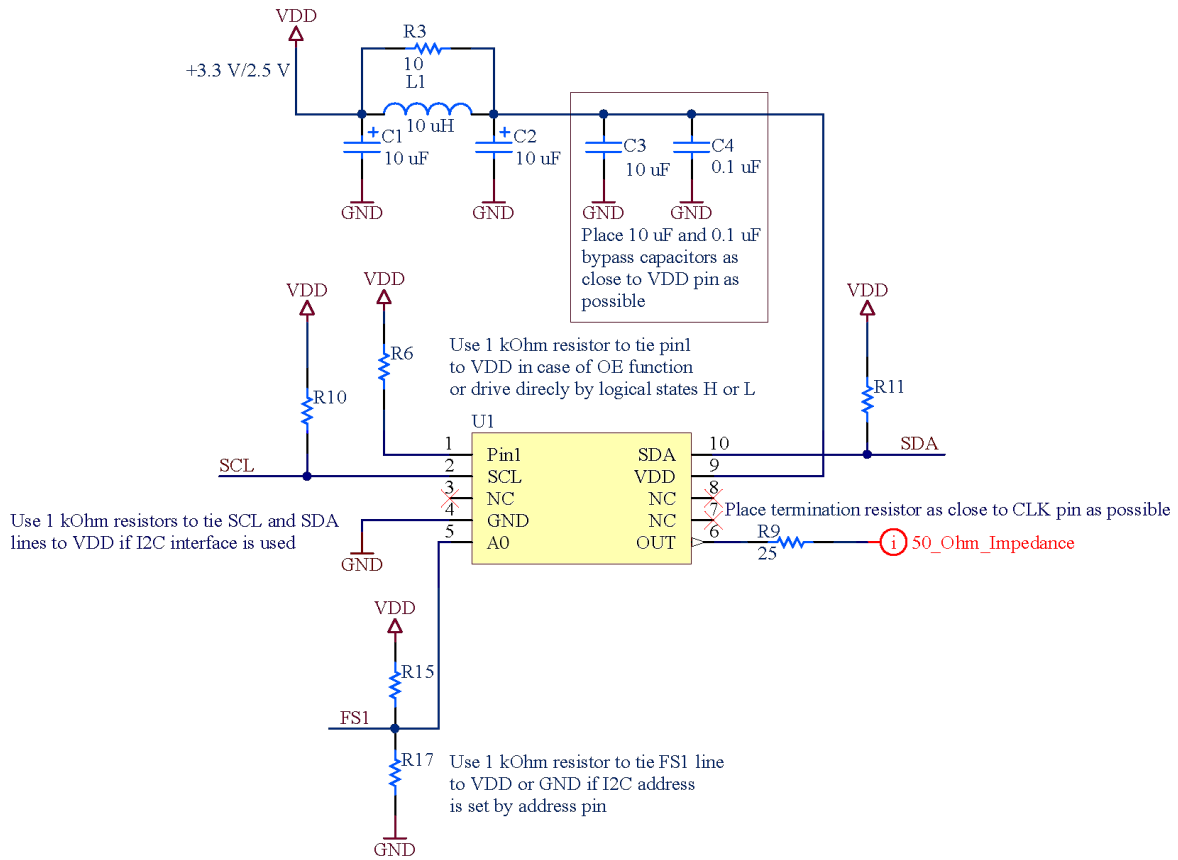 VDD
+3.3 V/2.5 V
R3
10
L1
10 uH
C1
10 uF
C2
10 uF
C3
10 uF
C4
0.1 uF
GND
GND
GND
GND
Place 10 uF and 0.1 uF
bypass capacitors as
close to VDD pin as
possible
VDD
VDD
VDD
R10
R6
R11
Use 1 kOhm resistor to tie pin1
to VDD in case of OE function
or drive direcly by logical states H or L
U1
1
2
3
4
5
Pin1
SCL
NC
GND
A0
SDA
VDD
NC
NC
OUT
10
9
8
7
6
SCL
SDA
Use 1 kOhm resistors to tie SCL and SDA
lines to VDD if I2C interface is used
GND
Place termination resistor as close to CLK pin as possible
R9
25
i
50_Ohm_Impedance
VDD
R15
FS1
R17
GND
Use 1 kOhm resistor to tie FS1 line
to VDD or GND if I2C address
is set by address pin